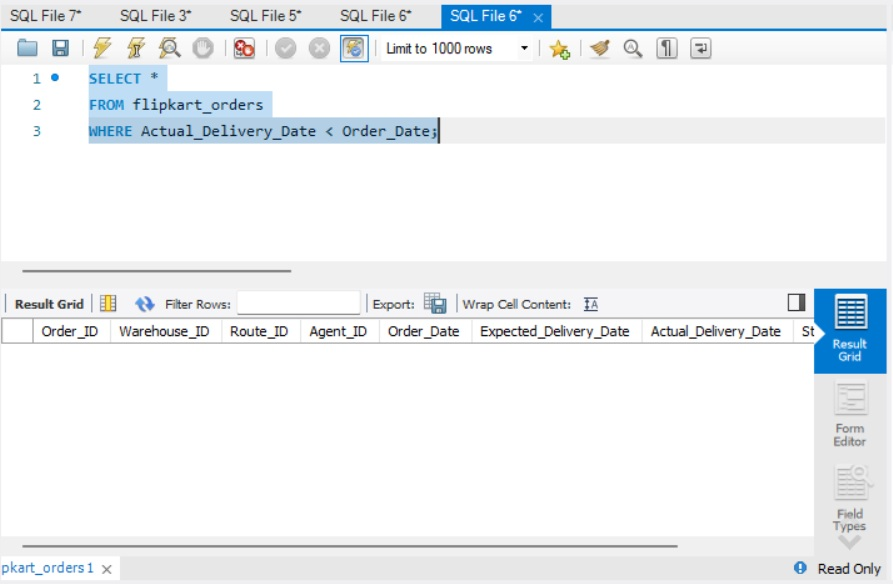 SQL File 7* SQL File 3* SQL File 5* SQL File 6* SQL File 6* ×
Limit to 1000 rows
1 SELECT *
2 FROM flipkart_orders
3 WHERE Actual_Delivery_Date < Order_Date;
Result Grid Filter Rows: Export: Wrap Cell Content: IA
Order_ID Warehouse_ID Route_ID Agent_ID Order_Date Expected_Delivery_Date Actual_Delivery_Date St
Result
Grid
Form
Editor
Field
Types
pkart_orders1 × Read Only